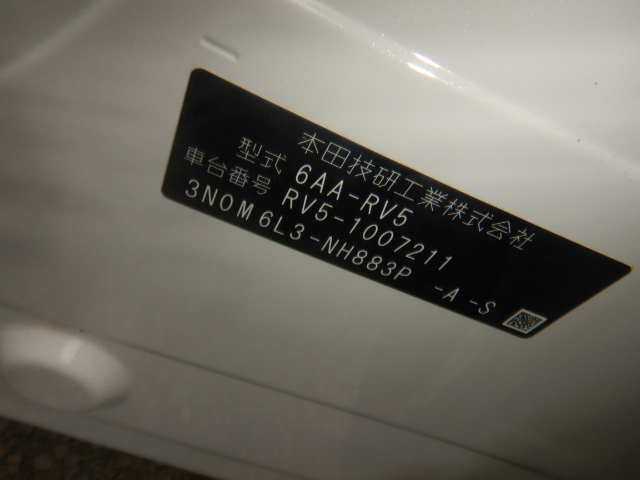 本田技研工業株式会社
型式 6AA-RV5
車台番号 RV5-1007211
3N0M6L3-NH883P -A-S